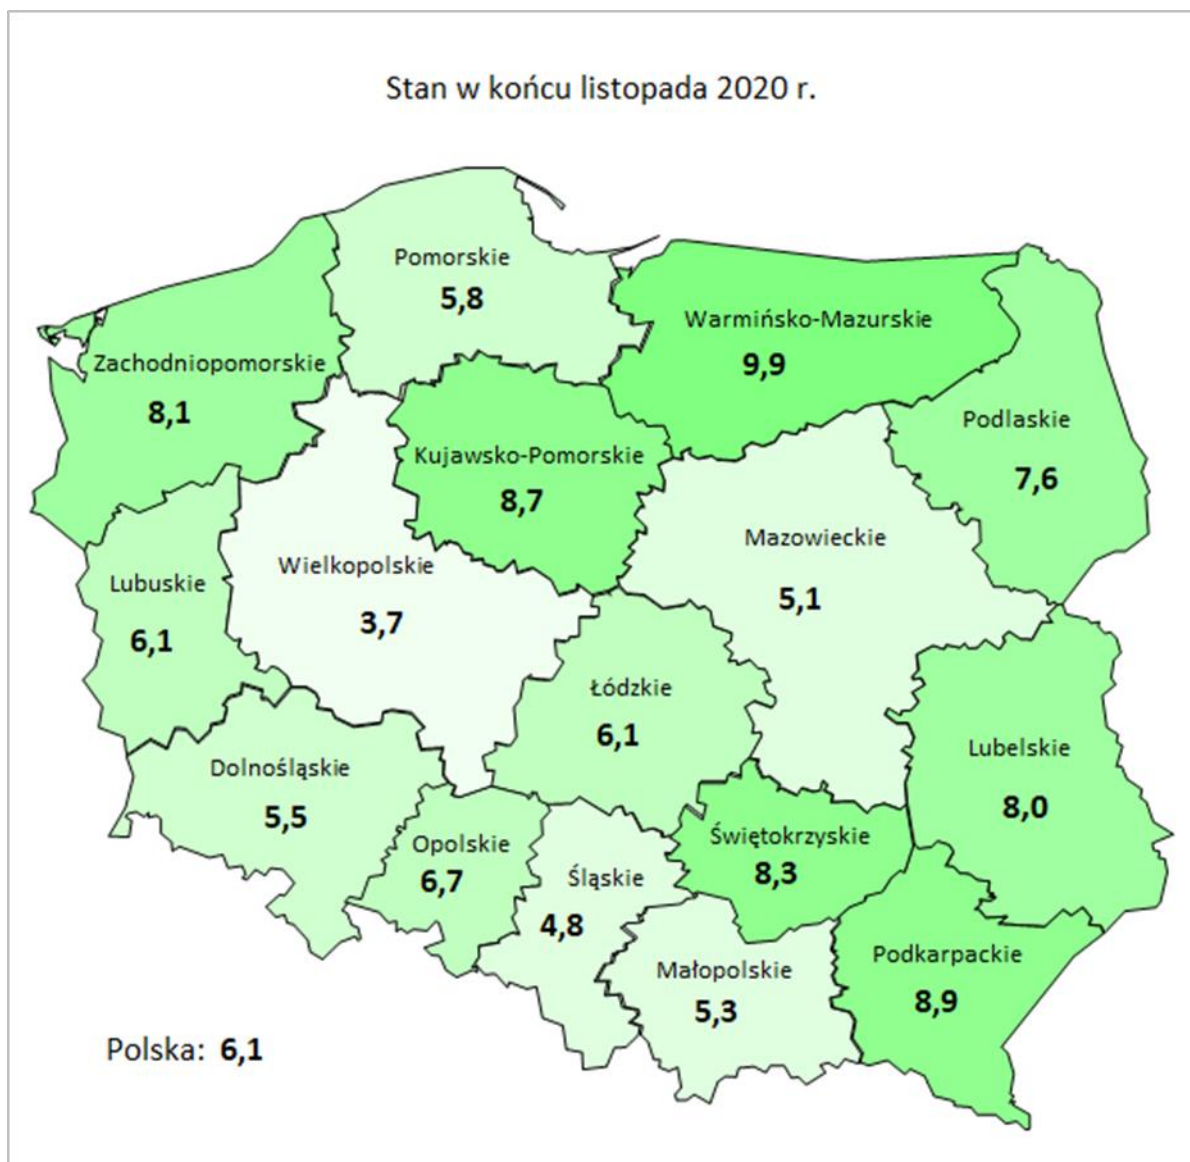 Stan w końcu listopada 2020 r.
Pomorskie
5,8
Warmińsko-Mazurskie
9,9
Zachodniopomorskie
8,1
Podlaskie
7,6
Kujawsko-Pomorskie
8,7
Mazowieckie
5,1
Wielkopolskie
3,7
Lubuskie
6,1
Łódzkie
6,1
Lubelskie
8,0
Dolnośląskie
5,5
Opolskie
6,7
Śląskie
4,8
Świętokrzyskie
8,3
Małopolskie
5,3
Podkarpackie
8,9
Polska: 6,1